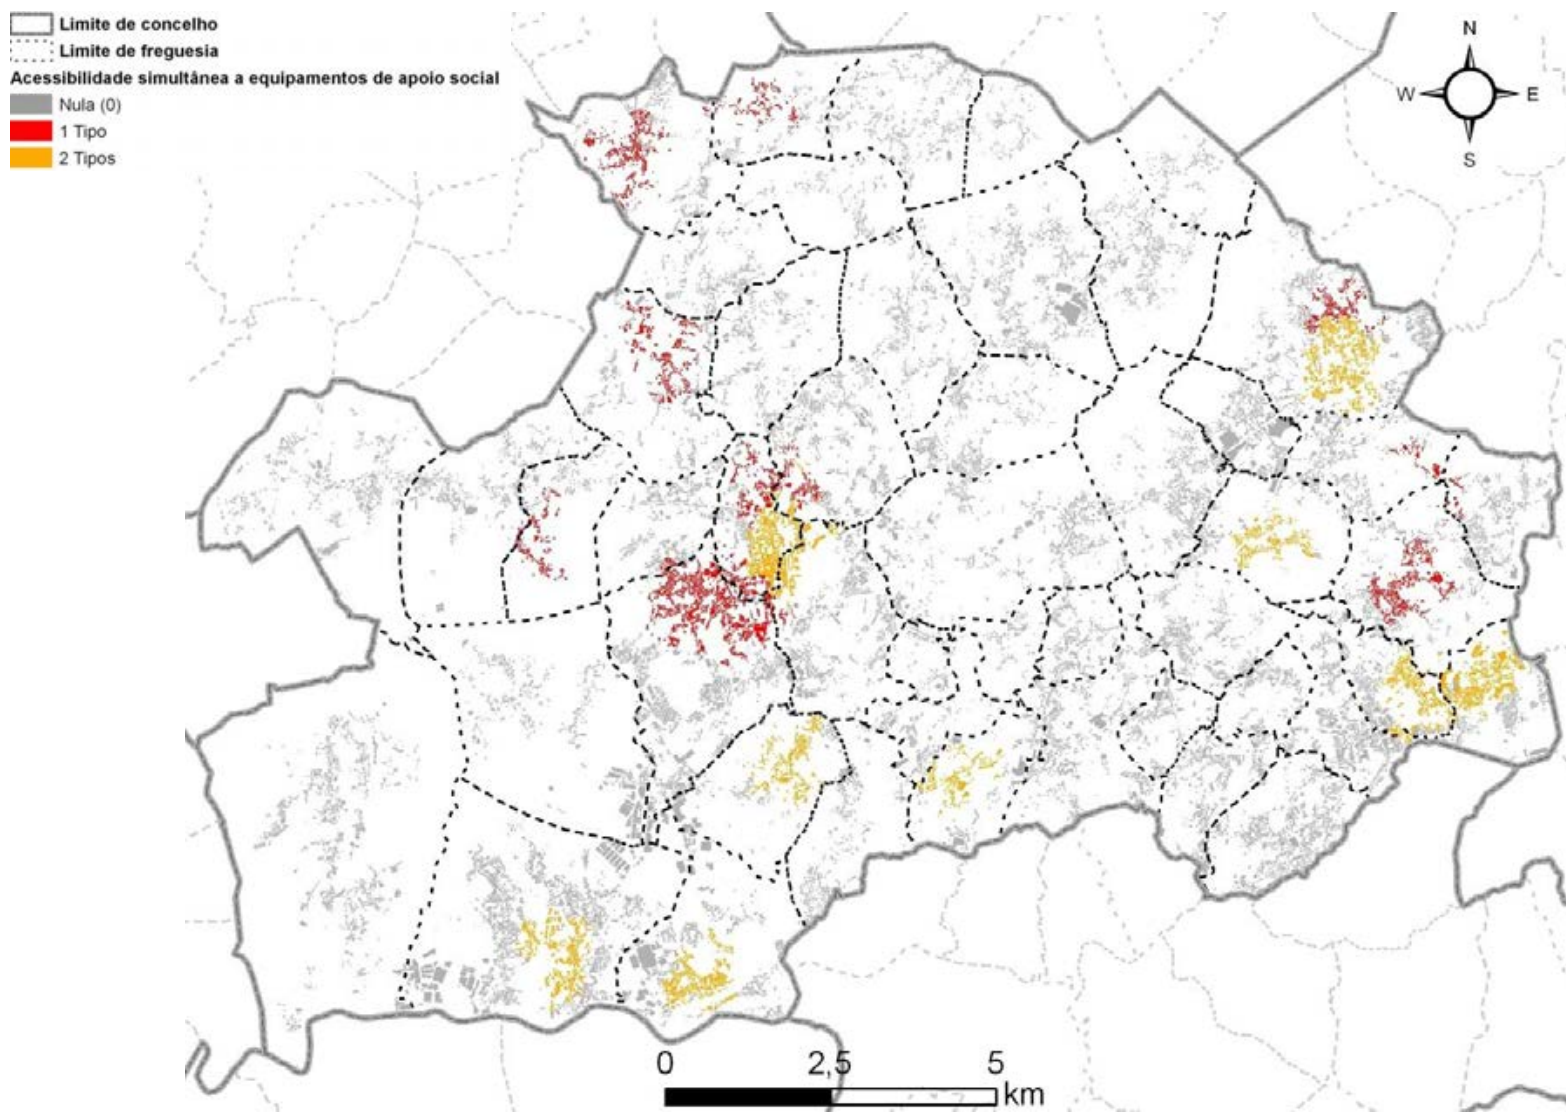 Limite de concelho
Limite de freguesia
Acessibilidade simultânea a equipamentos de apoio social
Nula (0)
1 Tipo
2 Tipos
N
W E
S
0 2,5 5
km